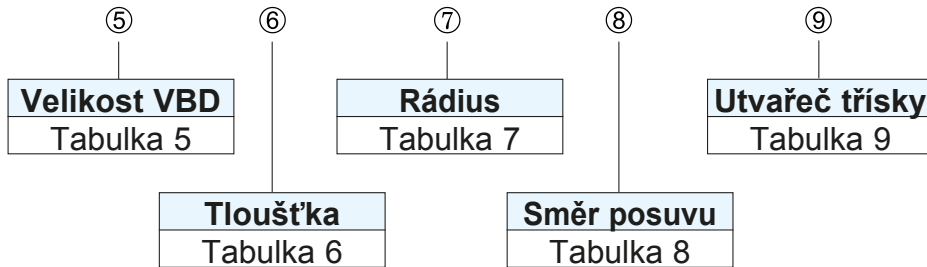 ⑤ ⑥ ⑦ ⑧ ⑨
Velikost VBD
Tabulka 5
Rádius
Tabulka 7
Utvařeč třísky
Tabulka 9
Tloušťka
Tabulka 6
Směr posuvu
Tabulka 8